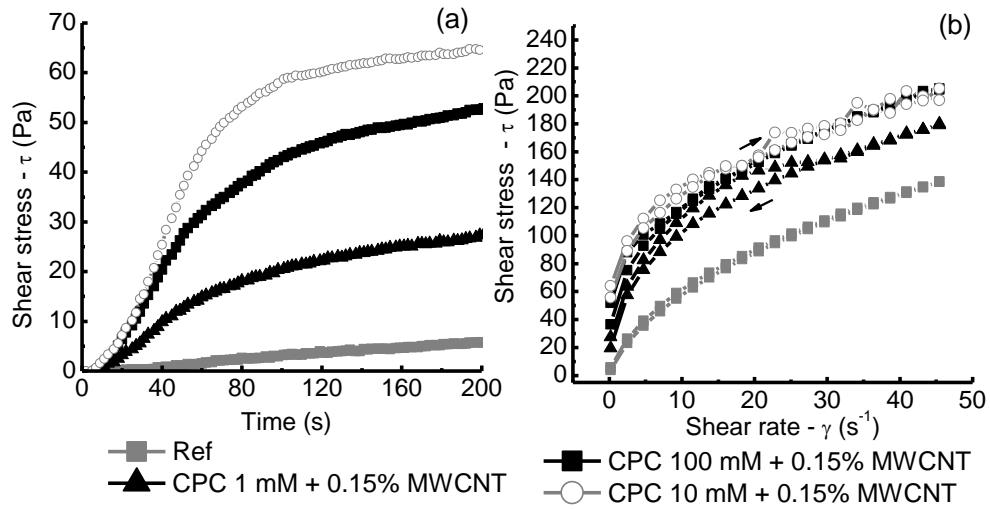 (a)
Shear stress - τ (Pa)
70
60
50
40
30
20
10
0
0 40 80 120 160 200
Time (s)
(b)
Shear stress - τ (Pa)
220
200
180
160
140
120
100
80
60
40
20
0
0 10 20 30 40 50
Shear rate - γ (s⁻¹)
Ref
CPC 1 mM + 0.15% MWCNT
CPC 100 mM + 0.15% MWCNT
CPC 10 mM + 0.15% MWCNT